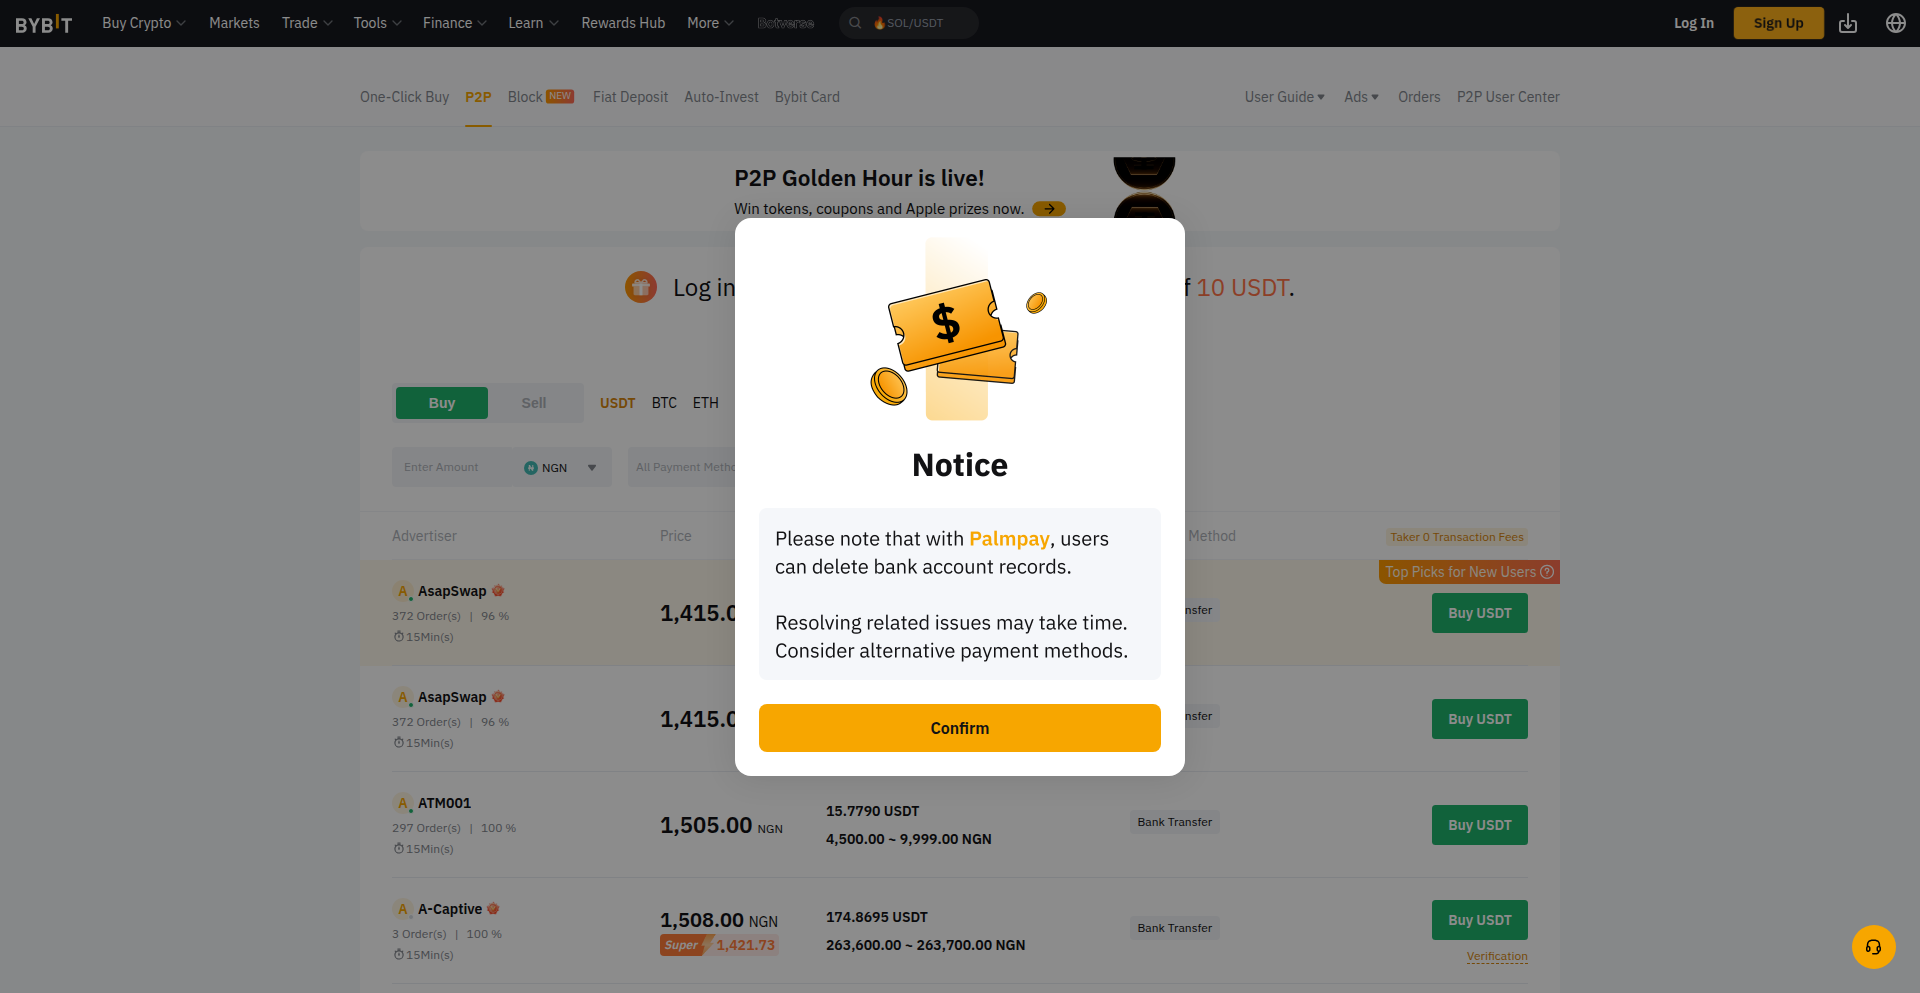 BYBIT Buy Crypto Markets Trade Tools Finance Learn Rewards Hub More Botverse 🔥SOL/USDT Log In Sign Up
One-Click Buy P2P Block NEW Fiat Deposit Auto-Invest Bybit Card User Guide Ads Orders P2P User Center
P2P Golden Hour is live!
Win tokens, coupons and Apple prizes now.
Log in 10 USDT.
Buy Sell USDT BTC ETH
Enter Amount NGN All Payment
$
Notice
Please note that with Palmpay, users
can delete bank account records.
Resolving related issues may take time.
Consider alternative payment methods.
Confirm
Advertiser Price Method Taker 0 Transaction Fees
Top Picks for New Users
A AsapSwap
372 Order(s) | 96 %
15Min(s)
1,415.0
Buy USDT
A AsapSwap
372 Order(s) | 96 %
15Min(s)
1,415.0
Buy USDT
A ATM001
297 Order(s) | 100 %
15Min(s)
1,505.00 NGN
15.7790 USDT
4,500.00 ~ 9,999.00 NGN
Bank Transfer
Buy USDT
A A-Captive
3 Order(s) | 100 %
15Min(s)
1,508.00 NGN
Super 1,421.73
174.8695 USDT
263,600.00 ~ 263,700.00 NGN
Bank Transfer
Buy USDT
Verification